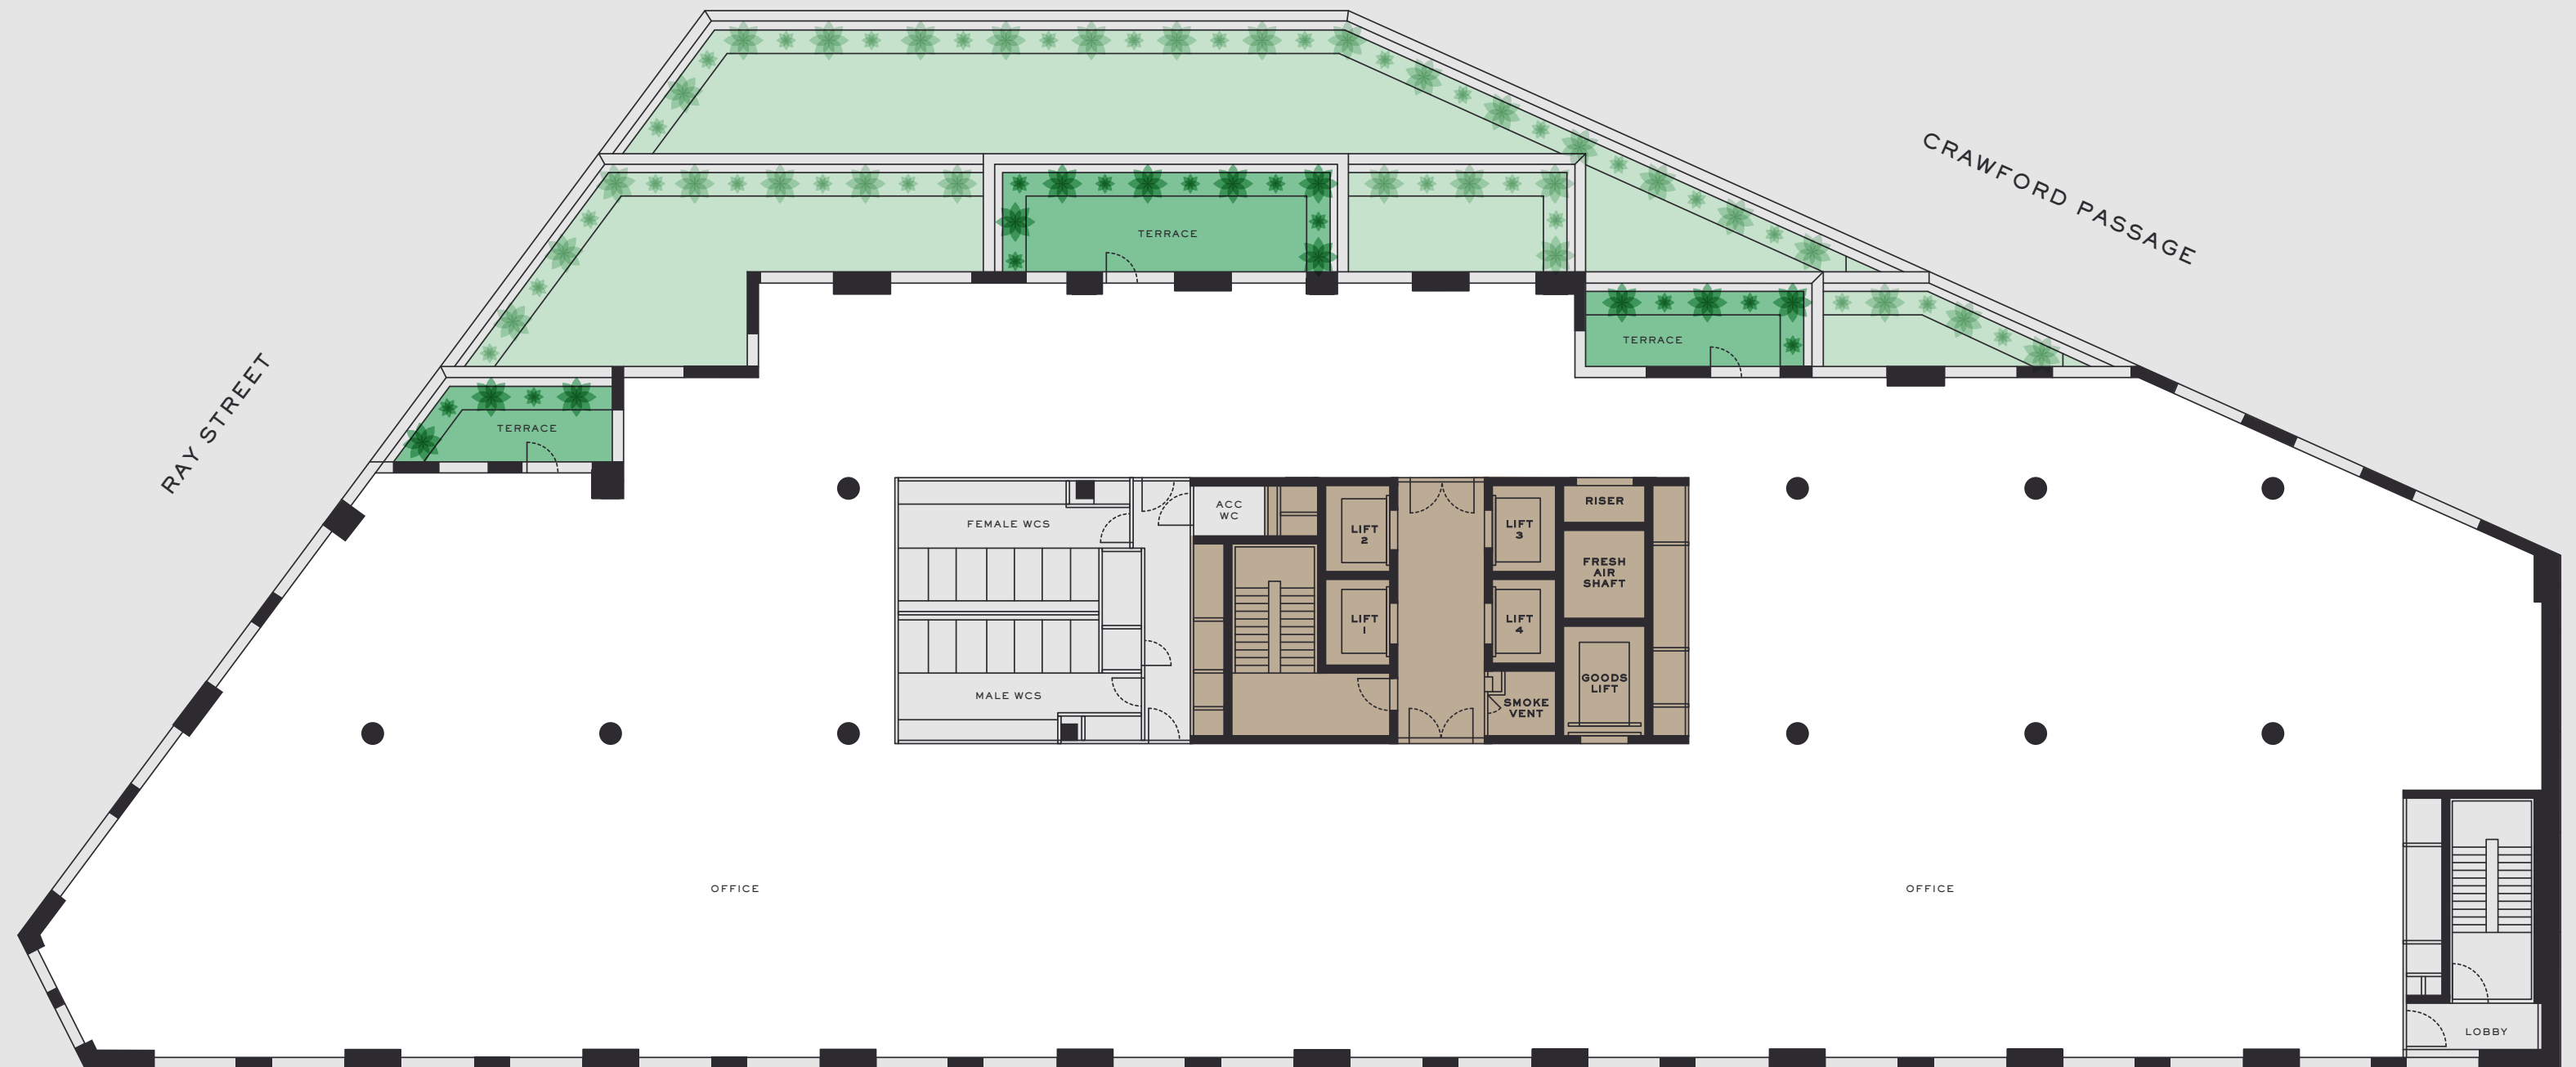 CRAWFORD PASSAGE
RAY STREET
TERRACE
TERRACE
TERRACE
FEMALE WCS
MALE WCS
ACC
WC
LIFT
2
LIFT
1
LIFT
3
LIFT
4
RISER
FRESH
AIR
SHAFT
GOODS
LIFT
SMOKE
VENT
OFFICE
OFFICE
LOBBY